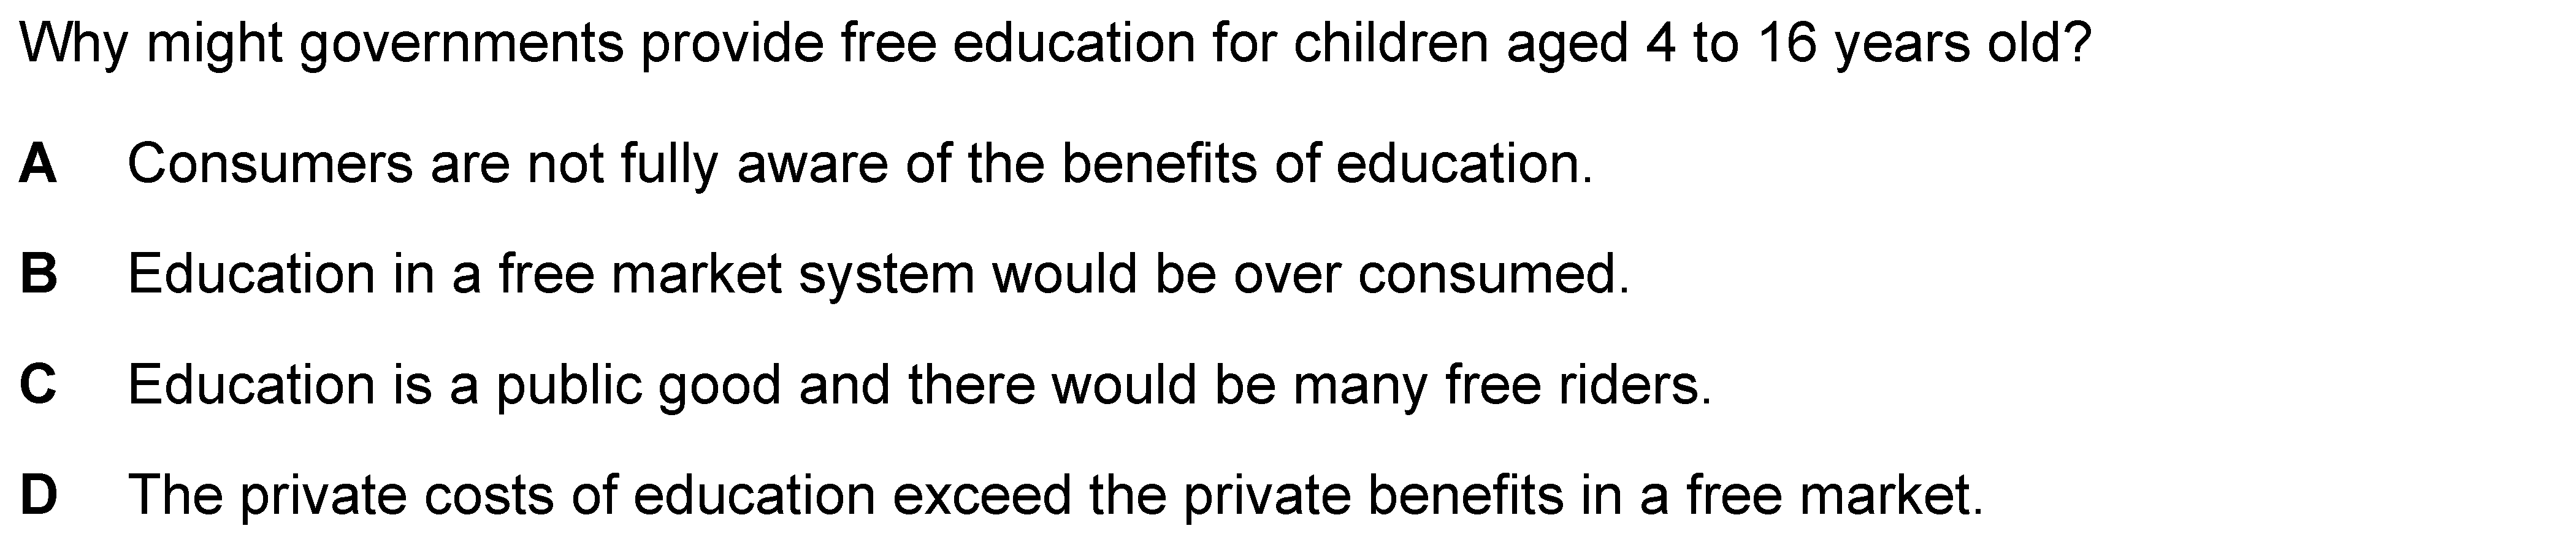 Why might governments provide free education for children aged 4 to 16 years old?
A Consumers are not fully aware of the benefits of education.
B Education in a free market system would be over consumed.
C Education is a public good and there would be many free riders.
D The private costs of education exceed the private benefits in a free market.